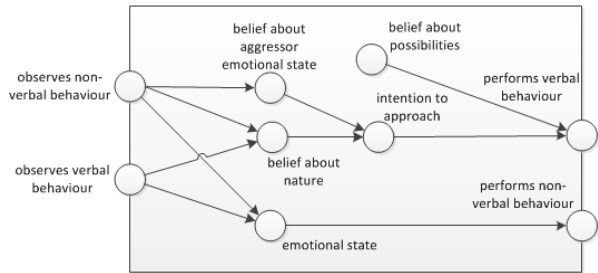 belief about
aggressor
emotional state
belief about
possibilities
observes non-
verbal behaviour
performs verbal
behaviour
intention to
approach
belief about
nature
observes verbal
behaviour
performs non-
verbal behaviour
emotional state